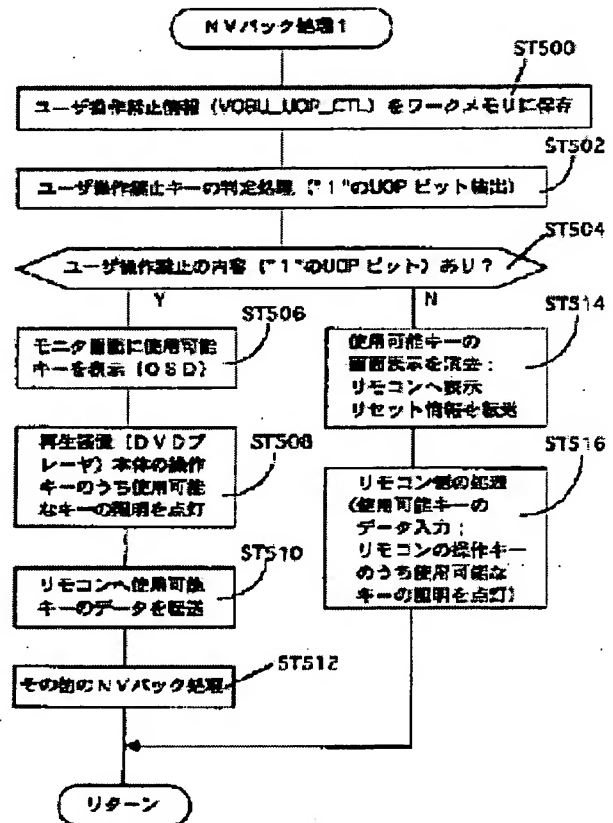 NVパック処理1
ST500
ユーザ操作禁止情報 (VOBU_UOP_CTL) をワークメモリに保存
ST502
ユーザ操作禁止キーの判定処理 ("1"のUOP ビット検出)
ST504
ユーザ操作禁止の内容 ("1"のUOP ビット) あり?
Y
N
ST506
モニタ画面に使用可能
キーを表示 (OSD)
ST508
再生装置 (DVDプ
レーヤ) 本体の操作
キーのうち使用可能
なキーの照明を点灯
ST510
リモコンへ使用可能
キーのデータを転送
ST512
その他のNVパック処理
ST514
使用可能キーの
画面表示を消去:
リモコンへ表示
リセット情報を転送
ST516
リモコン側の処理
(使用可能キーの
データ入力:
リモコンの操作キー
のうち使用可能な
キーの照明を点灯)
リターン